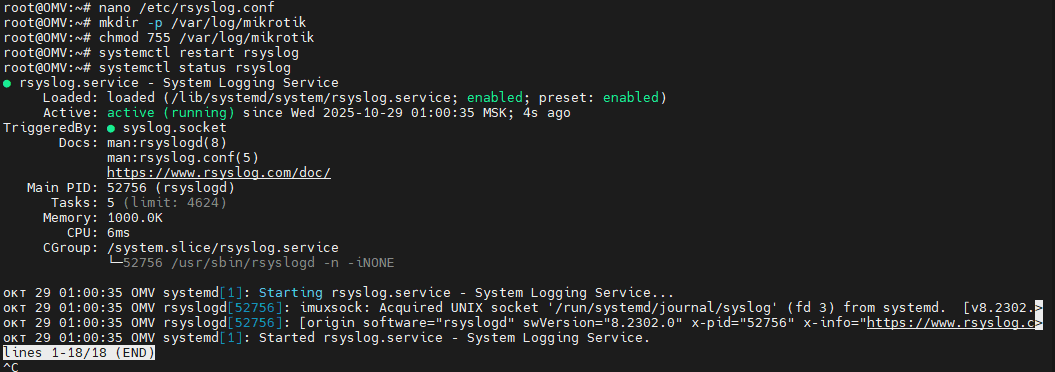 root@OMV:~# nano /etc/rsyslog.conf
root@OMV:~# mkdir -p /var/log/mikrotik
root@OMV:~# chmod 755 /var/log/mikrotik
root@OMV:~# systemctl restart rsyslog
root@OMV:~# systemctl status rsyslog
● rsyslog.service - System Logging Service
     Loaded: loaded (/lib/systemd/system/rsyslog.service; enabled; preset: enabled)
     Active: active (running) since Wed 2025-10-29 01:00:35 MSK; 4s ago
TriggeredBy: ● syslog.socket
       Docs: man:rsyslogd(8)
             man:rsyslog.conf(5)
             https://www.rsyslog.com/doc/
   Main PID: 52756 (rsyslogd)
      Tasks: 5 (limit: 4624)
     Memory: 1000.0K
        CPU: 6ms
     CGroup: /system.slice/rsyslog.service
             └─52756 /usr/sbin/rsyslogd -n -iNONE
окт 29 01:00:35 OMV systemd[1]: Starting rsyslog.service - System Logging Service...
окт 29 01:00:35 OMV rsyslogd[52756]: imuxsock: Acquired UNIX socket '/run/systemd/journal/syslog' (fd 3) from systemd.  [v8.2302.>
окт 29 01:00:35 OMV rsyslogd[52756]: [origin software="rsyslogd" swVersion="8.2302.0" x-pid="52756" x-info="https://www.rsyslog.c>
окт 29 01:00:35 OMV systemd[1]: Started rsyslog.service - System Logging Service.
lines 1-18/18 (END)
^C